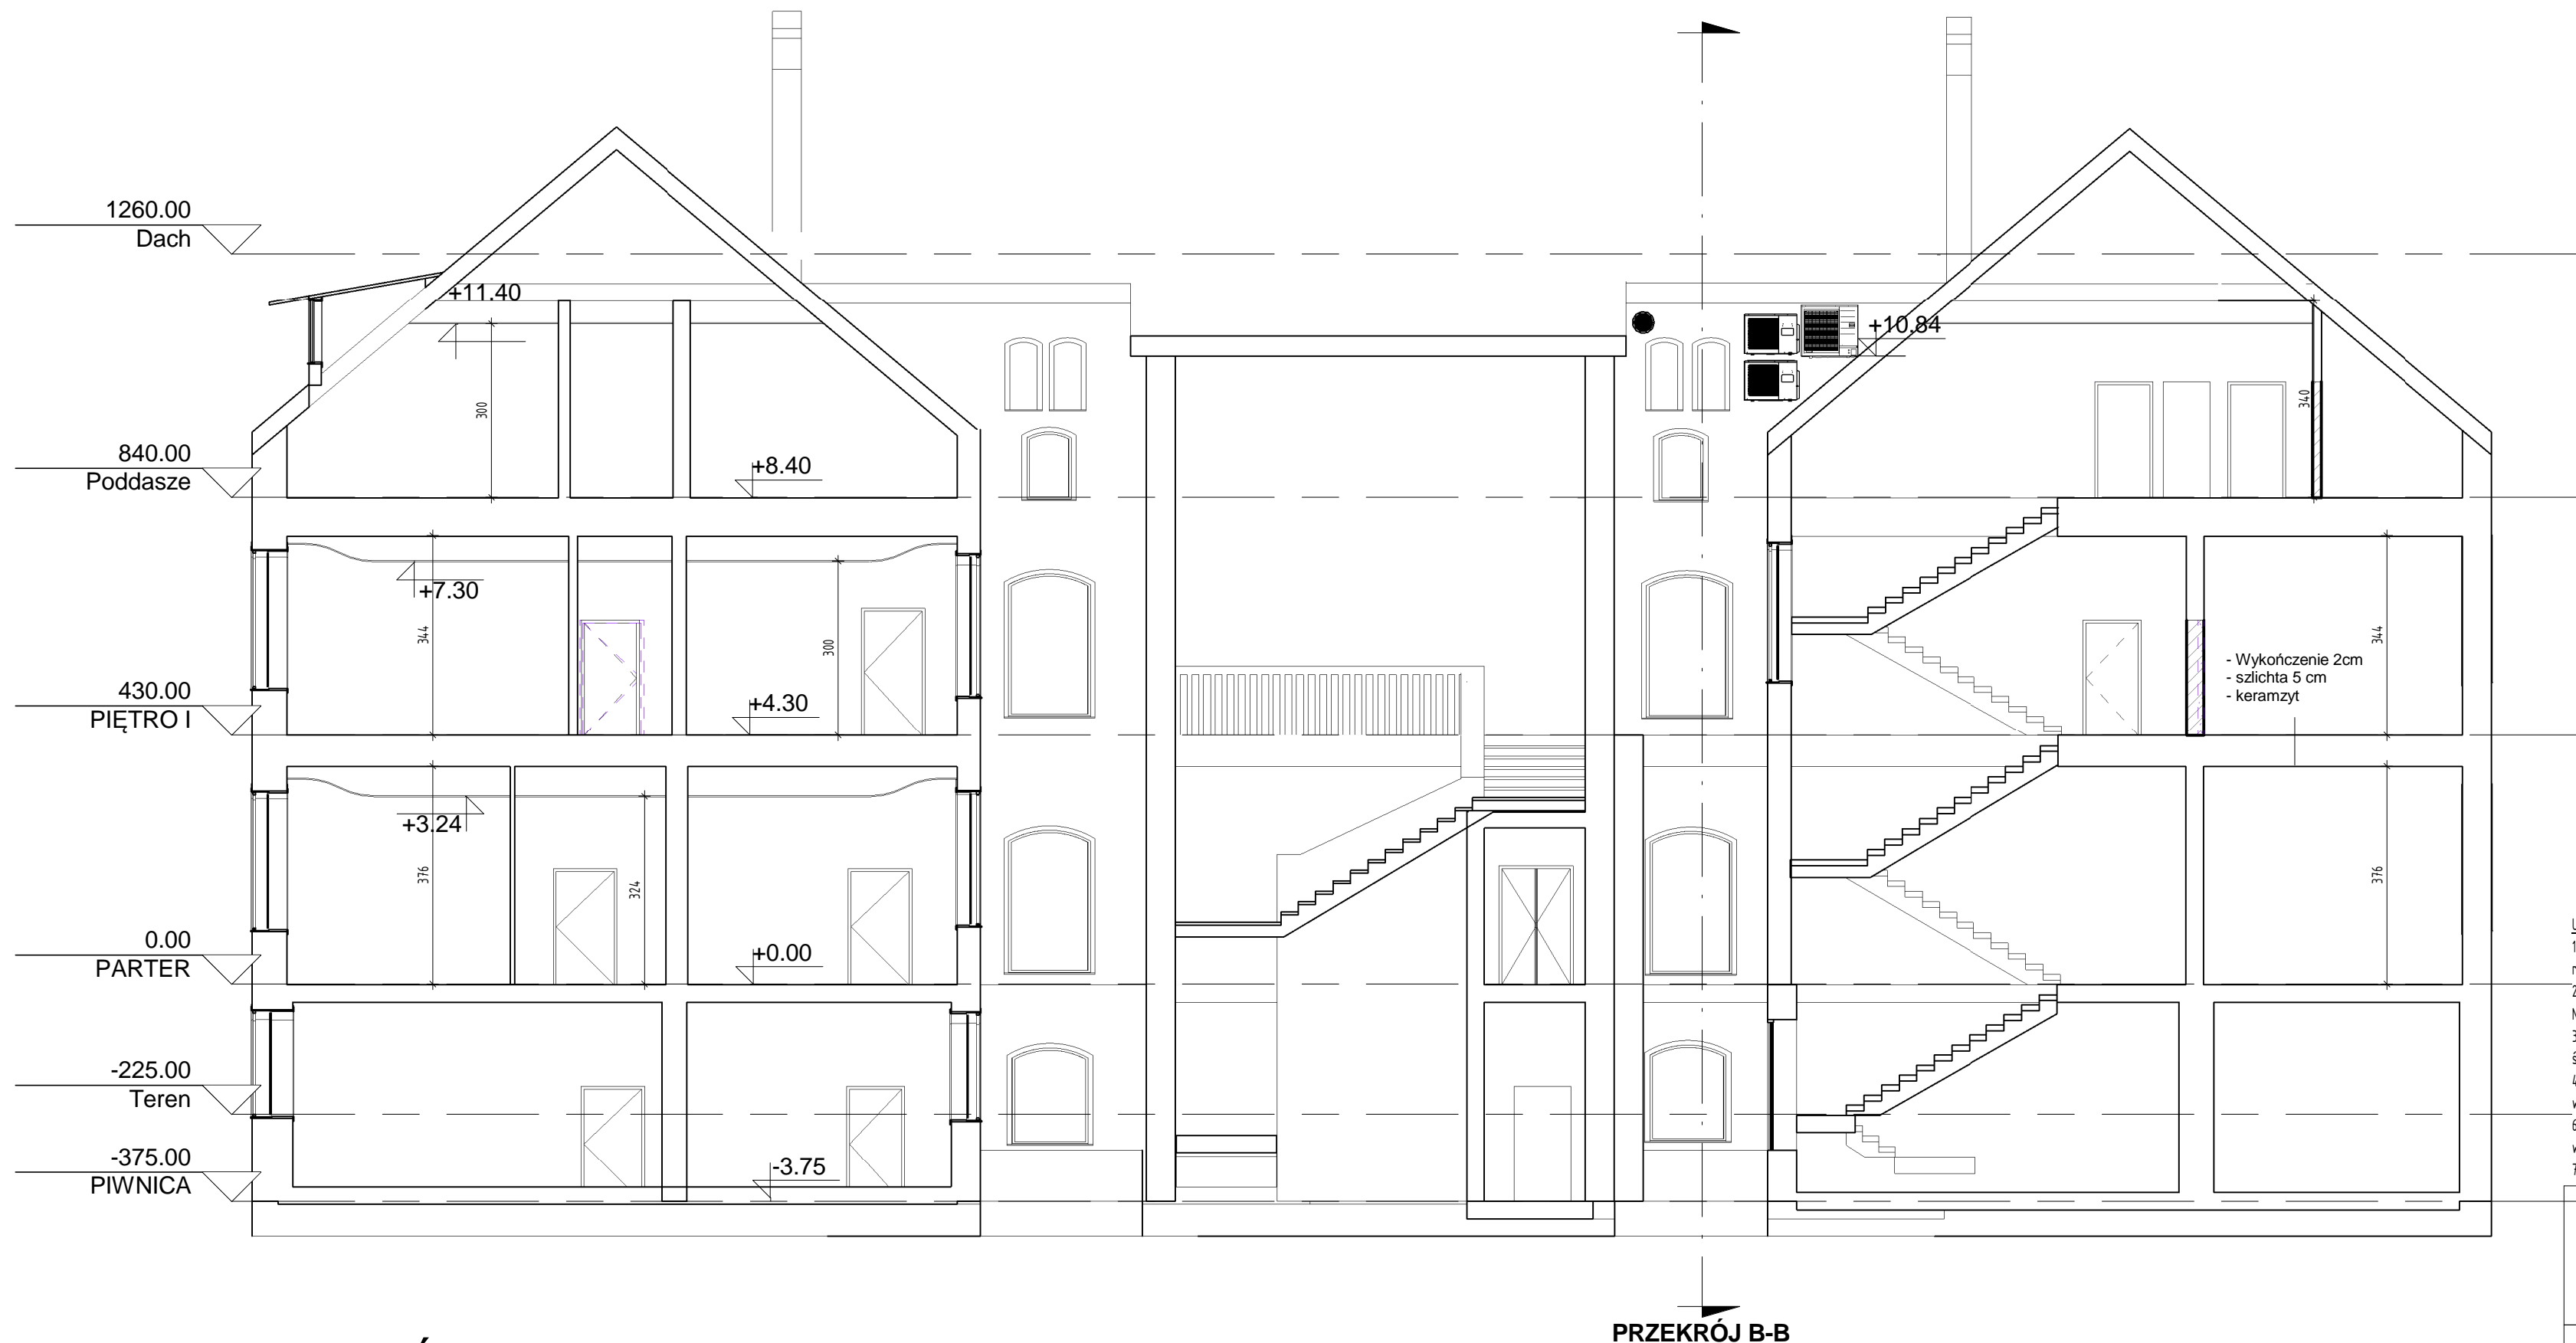 1260.00
Dach
+11.40
+10.84
300
340
840.00
Poddasze
+8.40
+7.30
344
300
344
- Wykończenie 2cm
- szlichta 5 cm
- keramzyt
430.00
PIĘTRO I
+4.30
+3.24
376
324
376
0.00
PARTER
+0.00
-225.00
Teren
-375.00
PIWNICA
-3.75
PRZEKRÓJ B-B